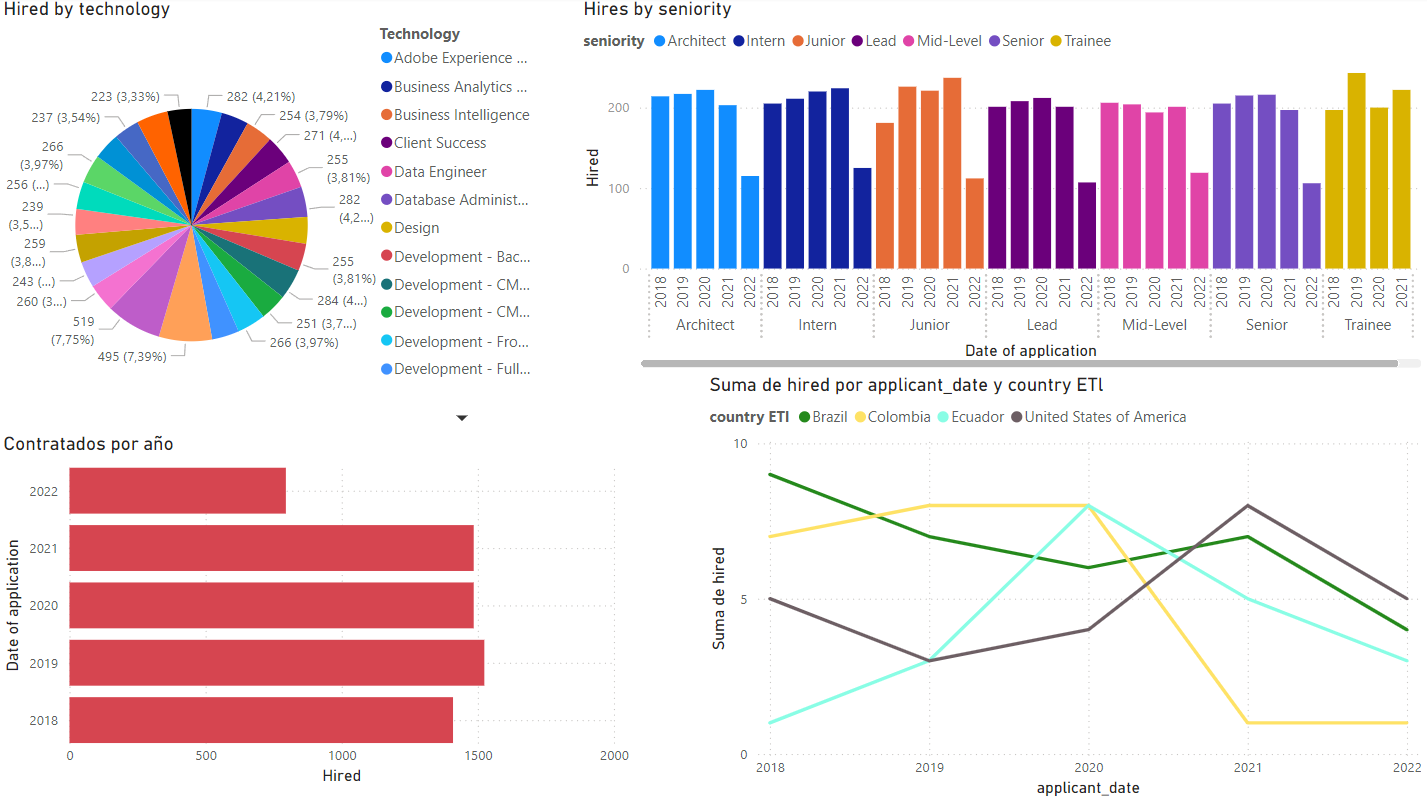 Hired by technology
223 (3,33%)
282 (4,21%)
237 (3,54%)
254 (3,79%)
266
(3,97%)
271 (4,...)
256 (...)
255
(3,81%)
239
(3,5...)
282
(4,2...)
259
(3,8...)
255
(3,81%)
243 (...)
284 (4...)
260 (3...)
251 (3,7...)
519
(7,75%)
266 (3,97%)
495 (7,39%)
Technology
Adobe Experience ...
Business Analytics ...
Business Intelligence
Client Success
Data Engineer
Database Administ...
Design
Development - Bac...
Development - CM...
Development - CM...
Development - Fro...
Development - Full...
Hires by seniority
seniority Architect Intern Junior Lead Mid-Level Senior Trainee
Hired
200
100
0
2018 2019 2020 2021 2022 2018 2019 2020 2021 2022 2018 2019 2020 2021 2022 2018 2019 2020 2021 2022 2018 2019 2020 2021 2022 2018 2019 2020 2021 2022 2018 2019 2020 2021
Architect Intern Junior Lead Mid-Level Senior Trainee
Date of application
Contratados por año
Date of application
2022
2021
2020
2019
2018
0 500 1000 1500 2000
Hired
Suma de hired por applicant_date y country ETl
country ETl Brazil Colombia Ecuador United States of America
Suma de hired
10
5
0
2018 2019 2020 2021 2022
applicant_date